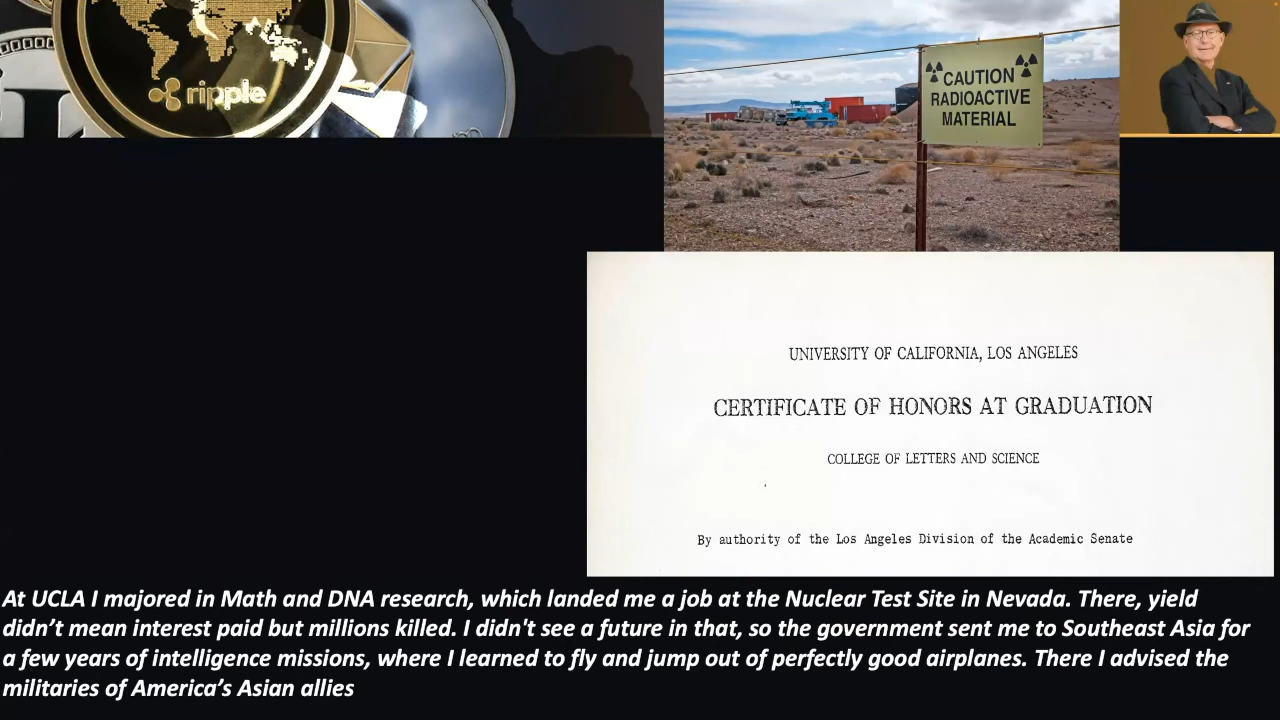 ripple
CAUTION
RADIOACTIVE
MATERIAL
UNIVERSITY OF CALIFORNIA, LOS ANGELES
CERTIFICATE OF HONORS AT GRADUATION
COLLEGE OF LETTERS AND SCIENCE
By authority of the Los Angeles Division of the Academic Senate
At UCLA I majored in Math and DNA research, which landed me a job at the Nuclear Test Site in Nevada. There, yield
didn’t mean interest paid but millions killed. I didn't see a future in that, so the government sent me to Southeast Asia for
a few years of intelligence missions, where I learned to fly and jump out of perfectly good airplanes. There I advised the
militaries of America’s Asian allies